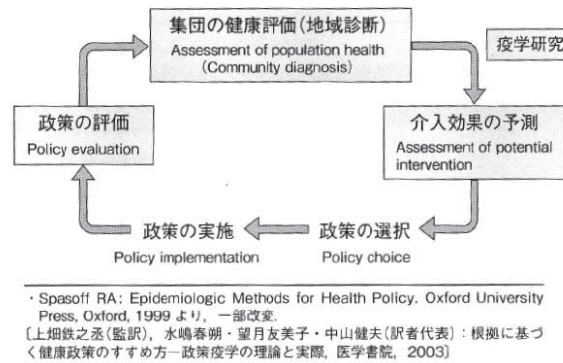 集団の健康評価(地域診断)
Assessment of population health
(Community diagnosis)
疫学研究
政策の評価
Policy evaluation
介入効果の予測
Assessment of potential
intervention
政策の実施
Policy implementation
政策の選択
Policy choice
・Spasoff RA: Epidemiologic Methods for Health Policy. Oxford University
Press, Oxford, 1999 より,一部改変.
〔上畑鉄之丞(監訳),水嶋春朔・望月友美子・中山健夫(訳者代表):根拠に基づ
く健康政策のすすめ方―政策疫学の理論と実際,医学書院,2003〕